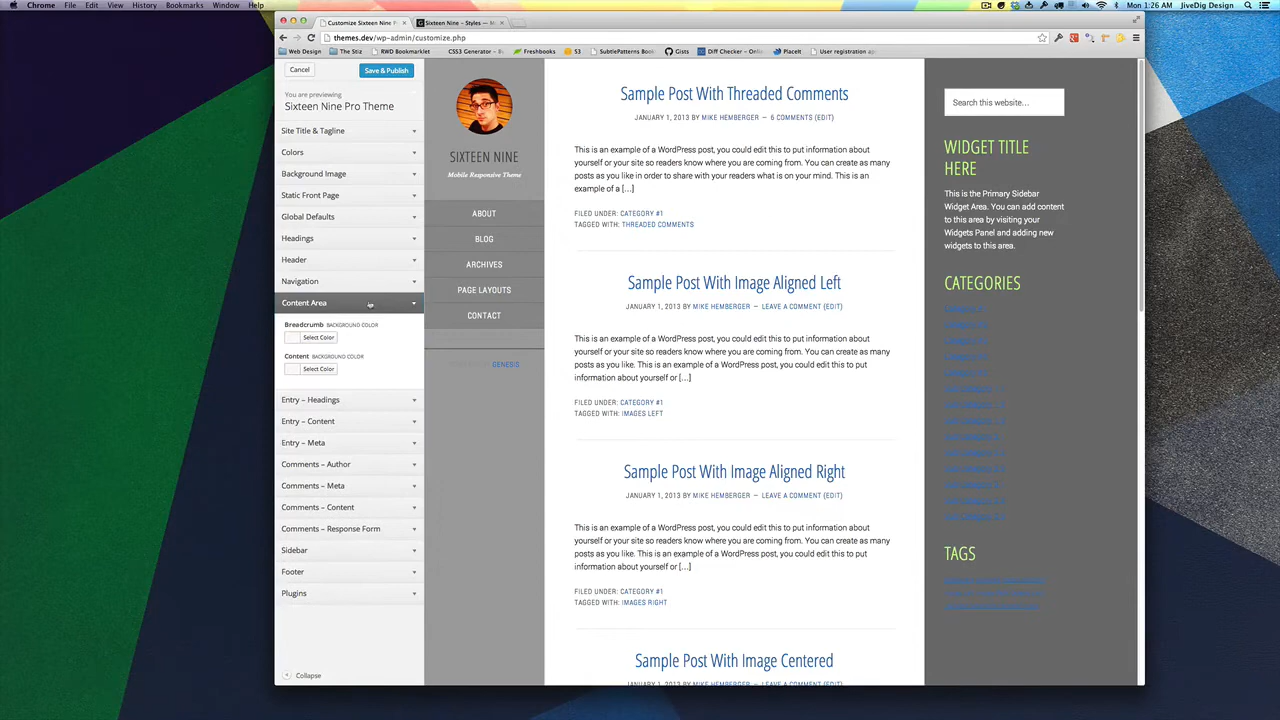 Chrome File Edit View History Bookmarks Window Help
Mon 1:26 AM JiveDig Design
Customize Sixteen Nine P
Sixteen Nine – Styles — M
themes.dev/wp-admin/customize.php
Web Design The Stiz RWD Bookmarklet CSS3 Generator Freshbooks S3 SubtlePatterns Book Gists Diff Checker – Onlin PlaceIt User registration
Cancel Save & Publish
You are previewing
Sixteen Nine Pro Theme
Site Title & Tagline
Colors
Background Image
Static Front Page
Global Defaults
Headings
Header
Navigation
Content Area
Breadcrumb BACKGROUND COLOR
Select Color
Content BACKGROUND COLOR
Select Color
Entry – Headings
Entry – Content
Entry – Meta
Comments – Author
Comments – Meta
Comments – Content
Comments – Response Form
Sidebar
Footer
Plugins
Collapse
SIXTEEN NINE
Mobile Responsive Theme
ABOUT
BLOG
ARCHIVES
PAGE LAYOUTS
CONTACT
GENESIS
Sample Post With Threaded Comments
JANUARY 1, 2013 BY MIKE HEMBERGER — 6 COMMENTS (EDIT)
This is an example of a WordPress post, you could edit this to put information about
yourself or your site so readers know where you are coming from. You can create as many
posts as you like in order to share with your readers what is on your mind. This is an
example of a […]
FILED UNDER: CATEGORY #1
TAGGED WITH: THREADED COMMENTS
Sample Post With Image Aligned Left
JANUARY 1, 2013 BY MIKE HEMBERGER — LEAVE A COMMENT (EDIT)
This is an example of a WordPress post, you could edit this to put information about
yourself or your site so readers know where you are coming from. You can create as many
posts as you like. This is an example of a WordPress post, you could edit this to put
information about yourself or […]
FILED UNDER: CATEGORY #1
TAGGED WITH: IMAGES LEFT
Sample Post With Image Aligned Right
JANUARY 1, 2013 BY MIKE HEMBERGER — LEAVE A COMMENT (EDIT)
This is an example of a WordPress post, you could edit this to put information about
yourself or your site so readers know where you are coming from. You can create as many
posts as you like. This is an example of a WordPress post, you could edit this to put
information about yourself or […]
FILED UNDER: CATEGORY #1
TAGGED WITH: IMAGES RIGHT
Sample Post With Image Centered
JANUARY 1, 2013 BY MIKE HEMBERGER — LEAVE A COMMENT (EDIT)
Search this website…
WIDGET TITLE
HERE
This is the Primary Sidebar
Widget Area. You can add content
to this area by visiting your
Widgets Panel and adding new
widgets to this area.
CATEGORIES
TAGS